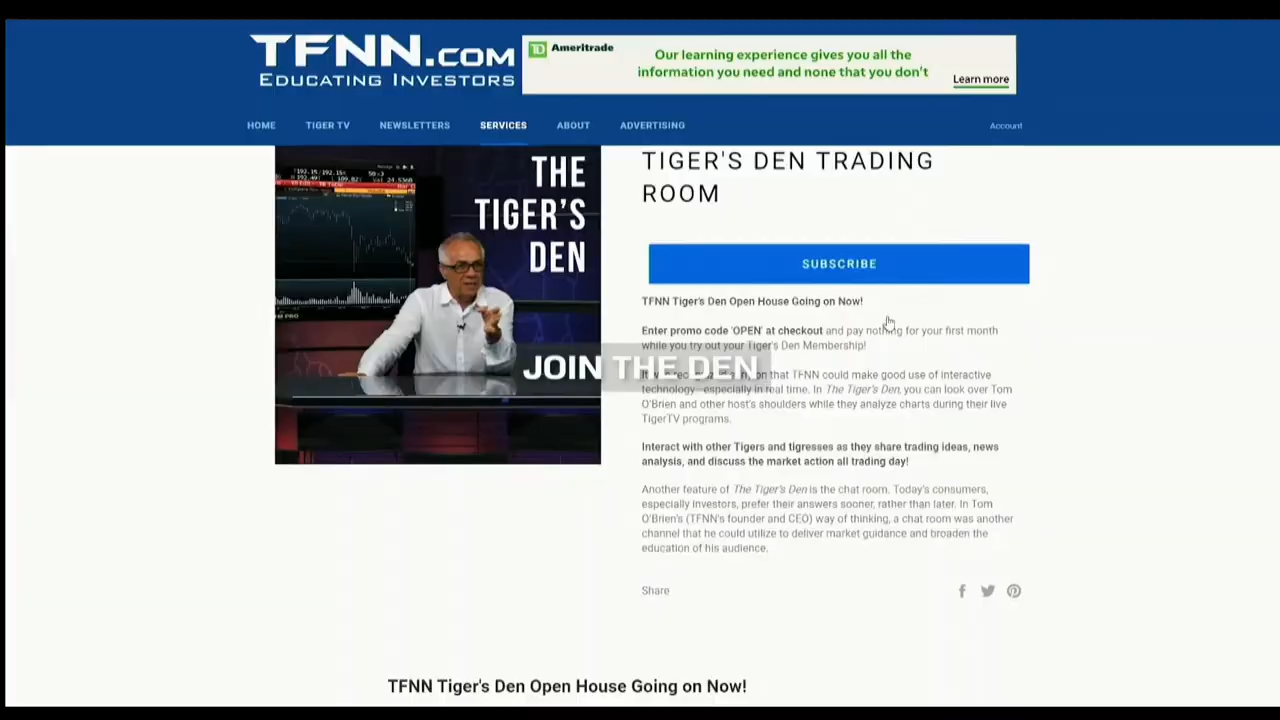 TFNN.COM
EDUCATING INVESTORS
TD Ameritrade
Our learning experience gives you all the
information you need and none that you don't
Learn more
HOME TIGER TV NEWSLETTERS SERVICES ABOUT ADVERTISING Account
THE
TIGER'S
DEN
TIGER'S DEN TRADING
ROOM
SUBSCRIBE
TFNN Tiger's Den Open House Going on Now!
Enter promo code 'OPEN' at checkout and pay nothing for your first month
while you try out your Tiger's Den Membership!
JOIN THE DEN
that TFNN could make good use of interactive
technology—especially in real time. In The Tiger's Den, you can look over Tom
O'Brien and other host's shoulders while they analyze charts during their live
TigerTV programs.
Interact with other Tigers and tigresses as they share trading ideas, news
analysis, and discuss the market action all trading day!
Another feature of The Tiger's Den is the chat room. Today's consumers,
especially investors, prefer their answers sooner, rather than later. In Tom
O'Brien's (TFNN's founder and CEO) way of thinking, a chat room was another
channel that he could utilize to deliver market guidance and broaden the
education of his audience.
Share
TFNN Tiger's Den Open House Going on Now!